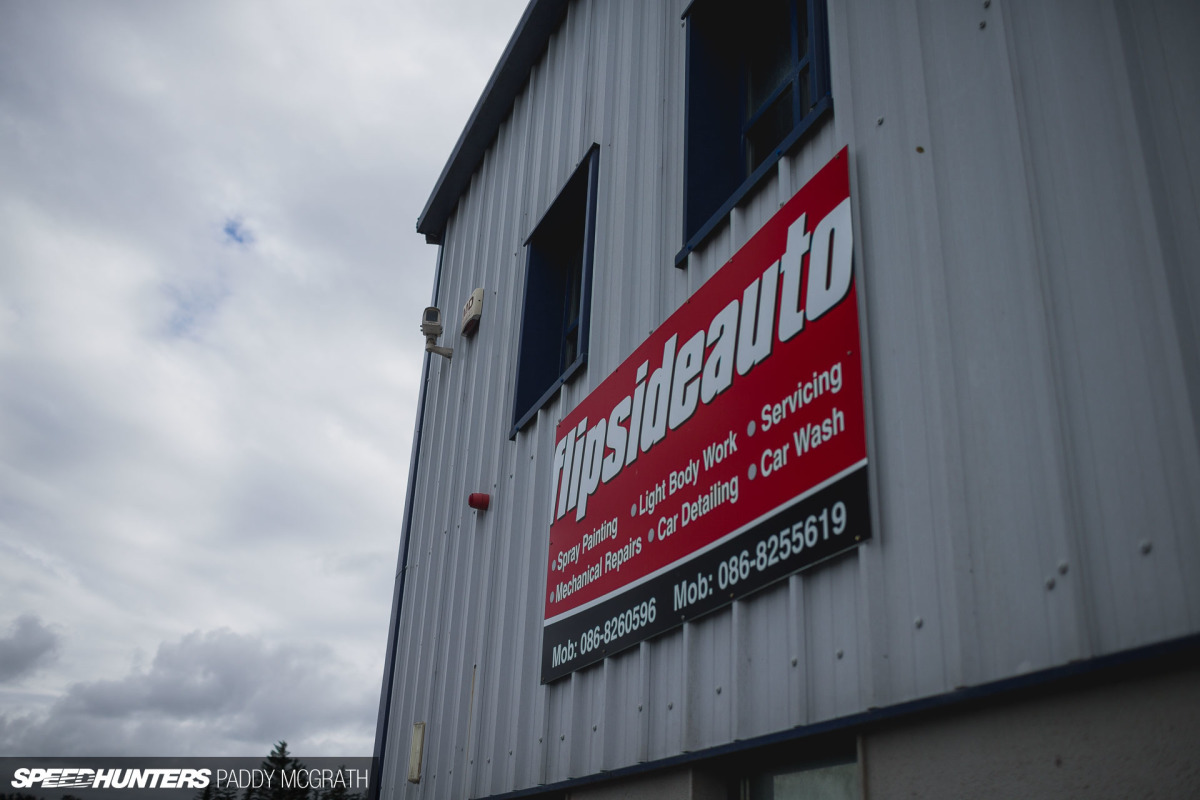 flipsideauto
• Spray Painting • Light Body Work • Servicing
• Mechanical Repairs • Car Detailing • Car Wash
Mob: 086-8260596 Mob: 086-8255619
SPEEDHUNTERS PADDY MCGRATH